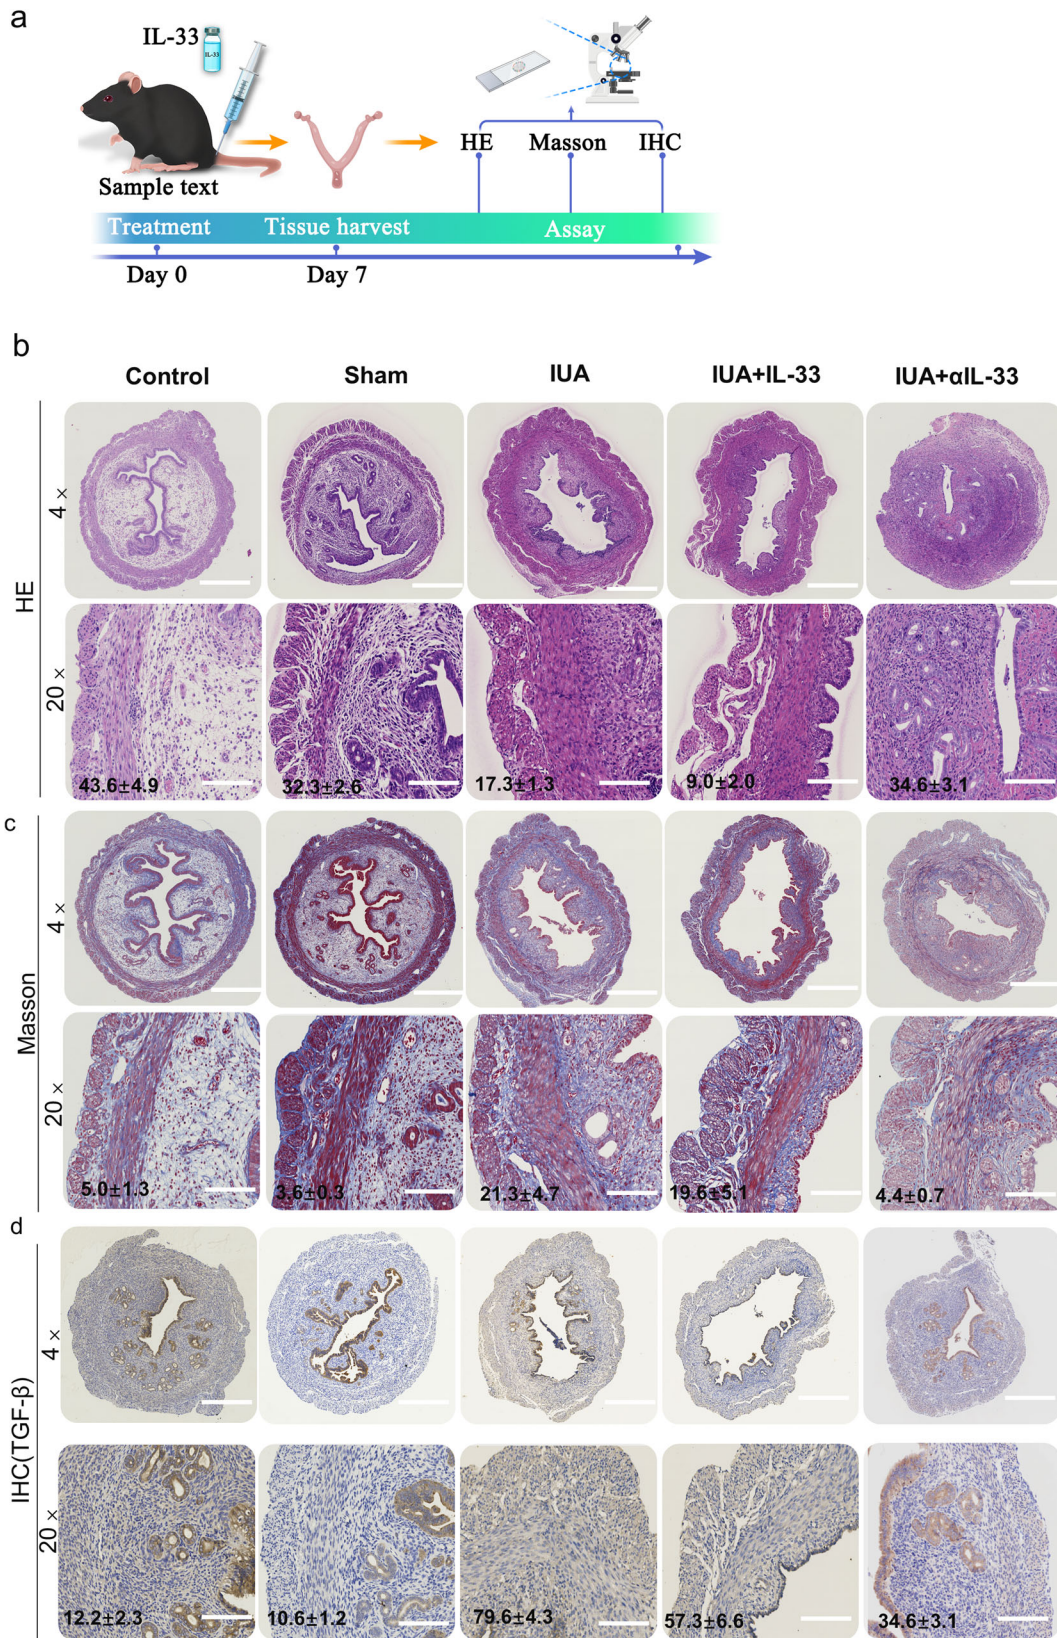 a
IL-33
IL-33
HE Masson IHC
Sample text
Treatment Tissue harvest Assay
Day 0 Day 7
b
Control Sham IUA IUA+IL-33 IUA+αIL-33
HE
4 ×
20 ×
43.6±4.9 32.3±2.6 17.3±1.3 9.0±2.0 34.6±3.1
c
Masson
4 ×
20 ×
5.0±1.3 3.6±0.3 21.3±4.7 19.6±5.1 4.4±0.7
d
IHC(TGF-β)
4 ×
20 ×
12.2±2.3 10.6±1.2 79.6±4.3 57.3±6.6 34.6±3.1